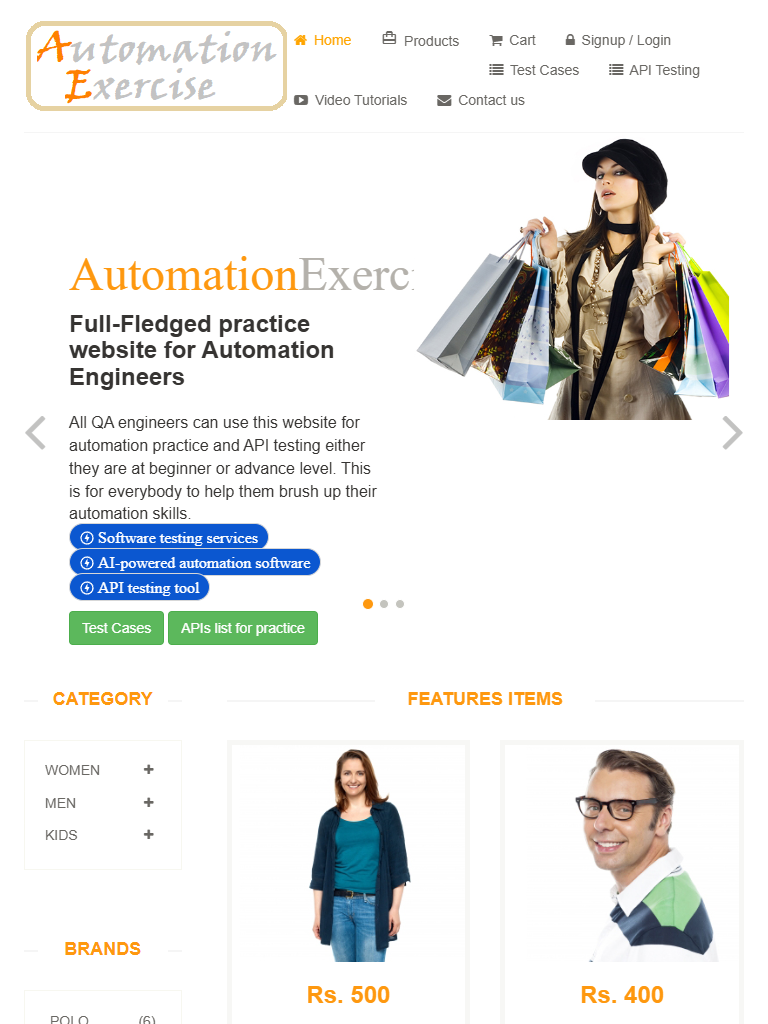 Automation
Exercise
Home
Products
Cart
Signup / Login
Test Cases
API Testing
Video Tutorials
Contact us
AutomationExerc
Full-Fledged practice
website for Automation
Engineers
All QA engineers can use this website for
automation practice and API testing either
they are at beginner or advance level. This
is for everybody to help them brush up their
automation skills.
Software testing services
AI-powered automation software
API testing tool
Test Cases
APIs list for practice
CATEGORY
WOMEN
MEN
KIDS
BRANDS
POLO (6)
FEATURES ITEMS
Rs. 500
Rs. 400